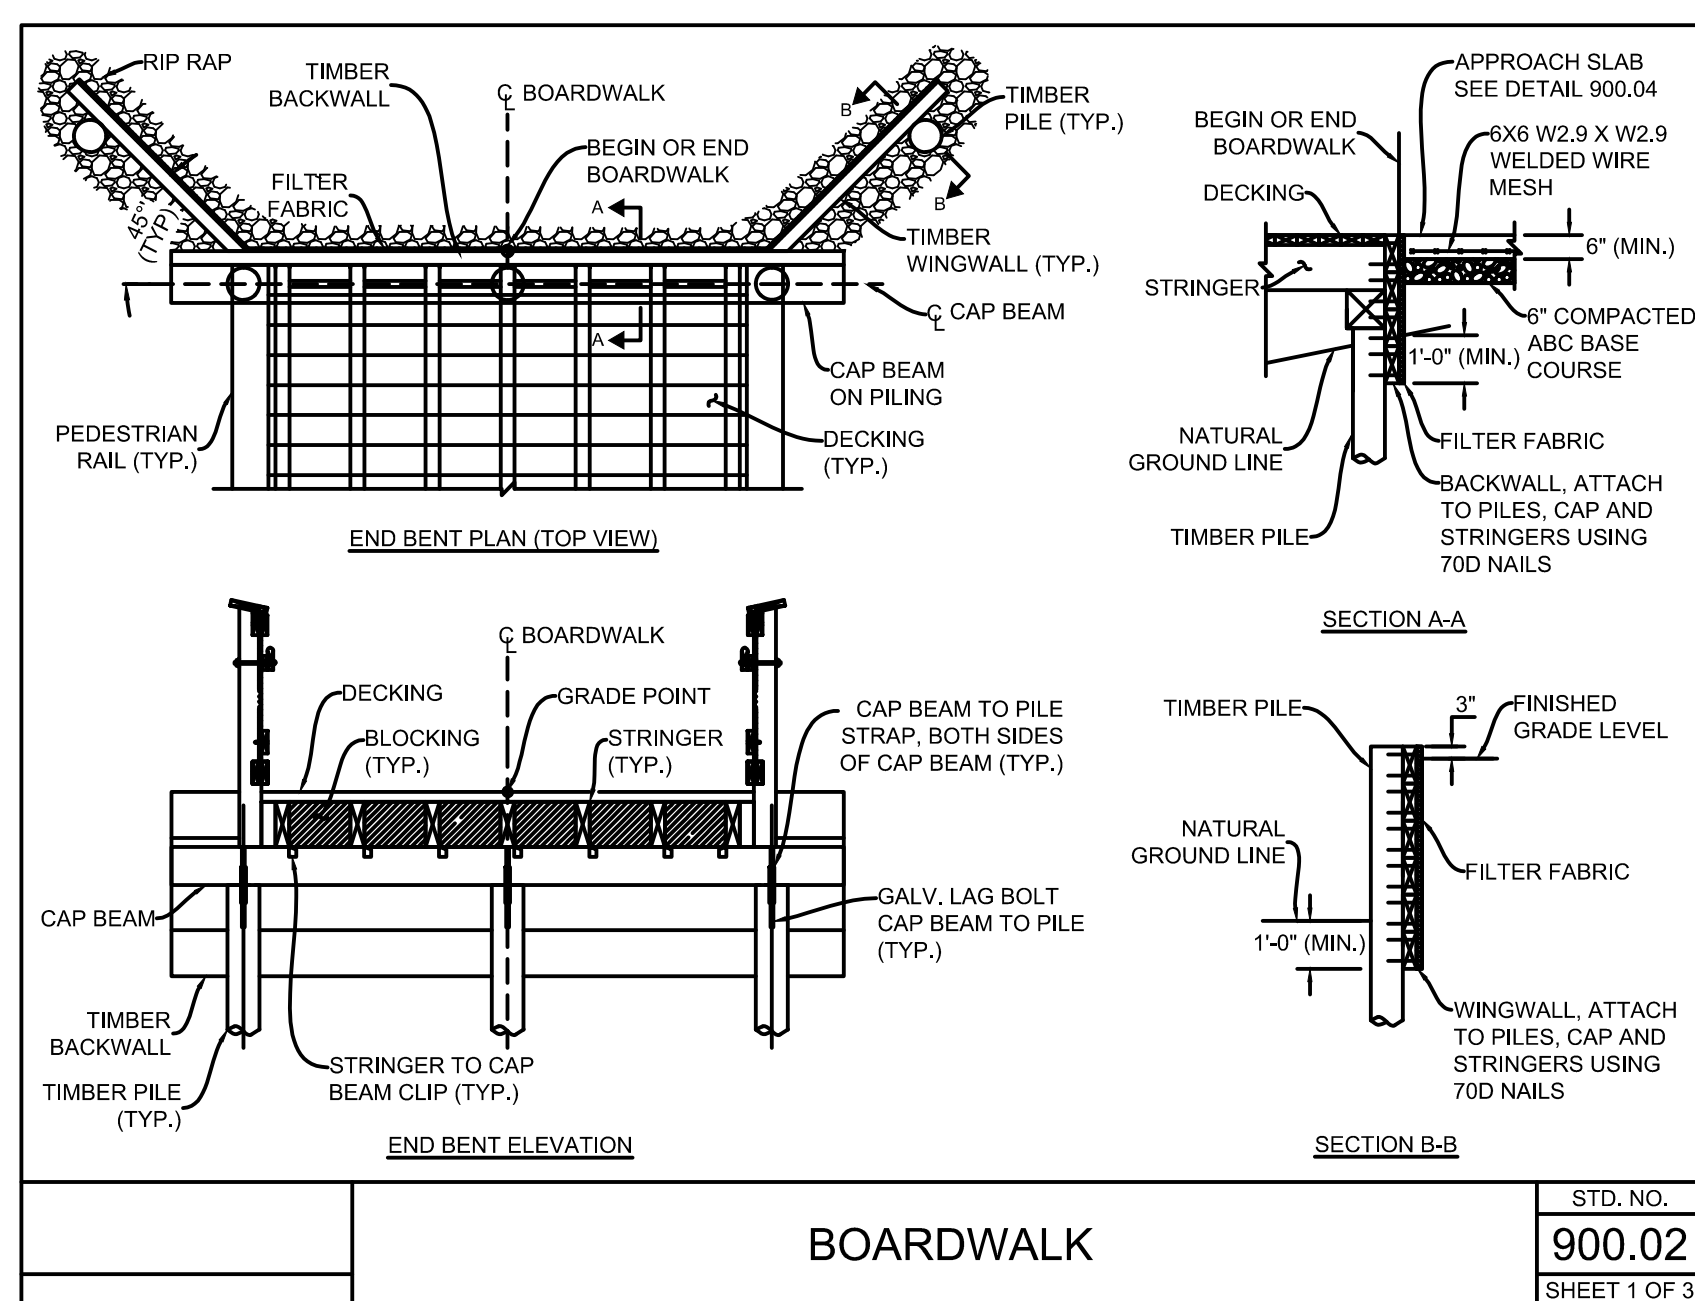 RIP RAP
TIMBER
BACKWALL
℄ BOARDWALK
TIMBER
PILE (TYP.)
BEGIN OR END
BOARDWALK
FILTER
FABRIC
45°
(TYP)
A
B
B
TIMBER
WINGWALL (TYP.)
℄ CAP BEAM
A
CAP BEAM
ON PILING
PEDESTRIAN
RAIL (TYP.)
DECKING
(TYP.)
END BENT PLAN (TOP VIEW)
APPROACH SLAB
SEE DETAIL 900.04
BEGIN OR END
BOARDWALK
6X6 W2.9 X W2.9
WELDED WIRE
MESH
DECKING
6" (MIN.)
STRINGER
6" COMPACTED
ABC BASE
COURSE
1'-0" (MIN.)
NATURAL
GROUND LINE
FILTER FABRIC
BACKWALL, ATTACH
TO PILES, CAP AND
STRINGERS USING
70D NAILS
TIMBER PILE
SECTION A-A
℄ BOARDWALK
DECKING
GRADE POINT
BLOCKING
(TYP.)
STRINGER
(TYP.)
CAP BEAM TO PILE
STRAP, BOTH SIDES
OF CAP BEAM (TYP.)
CAP BEAM
GALV. LAG BOLT
CAP BEAM TO PILE
(TYP.)
TIMBER
BACKWALL
TIMBER PILE
(TYP.)
STRINGER TO CAP
BEAM CLIP (TYP.)
END BENT ELEVATION
TIMBER PILE
3"
FINISHED
GRADE LEVEL
NATURAL
GROUND LINE
FILTER FABRIC
1'-0" (MIN.)
WINGWALL, ATTACH
TO PILES, CAP AND
STRINGERS USING
70D NAILS
SECTION B-B
BOARDWALK
STD. NO.
900.02
SHEET 1 OF 3